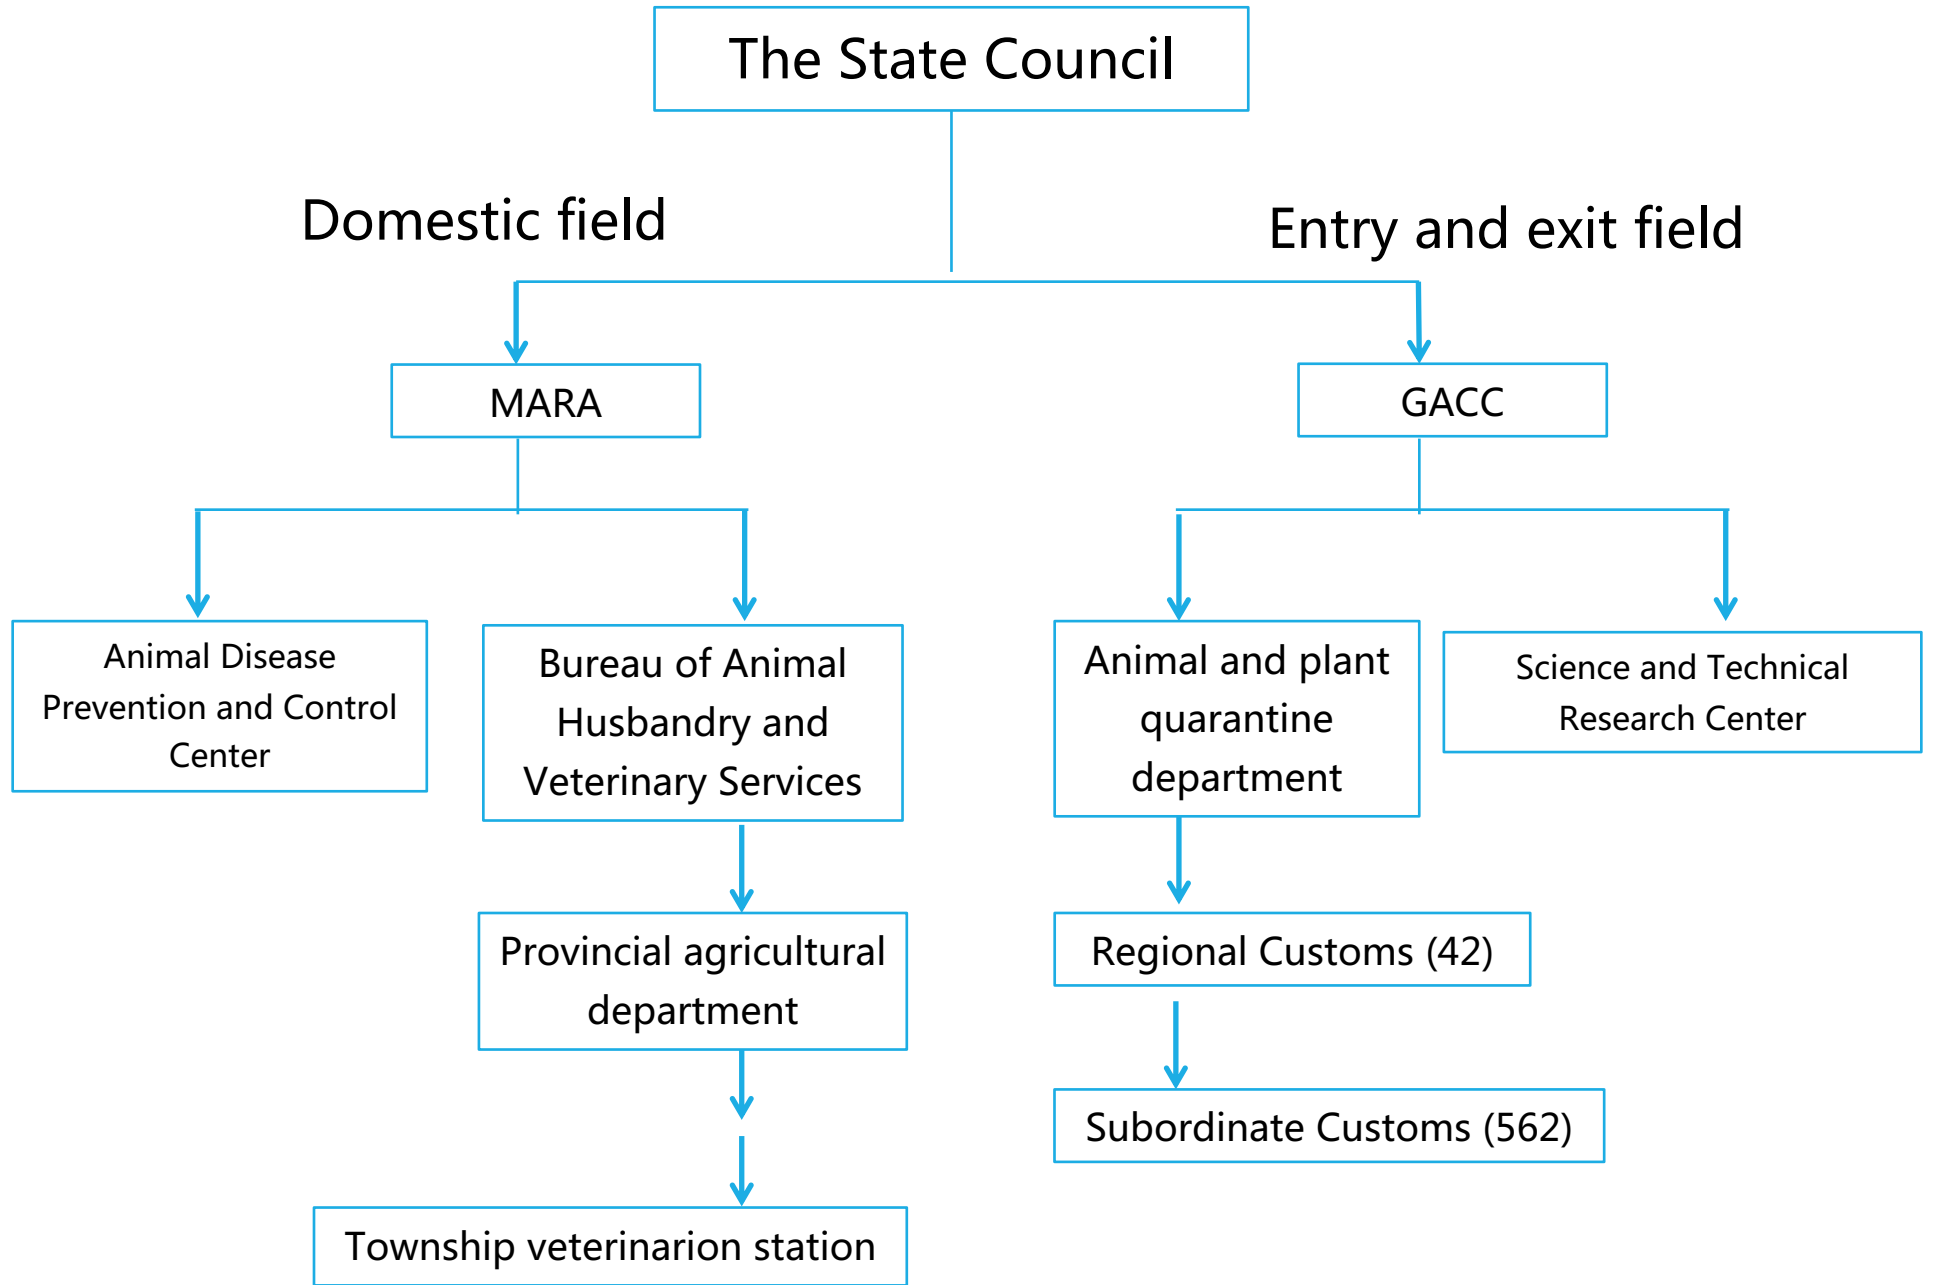 The State Council
Domestic field
Entry and exit field
MARA
GACC
Animal Disease
Prevention and Control
Center
Bureau of Animal
Husbandry and
Veterinary Services
Animal and plant
quarantine
department
Science and Technical
Research Center
Provincial agricultural
department
Regional Customs (42)
Subordinate Customs (562)
Township veterinarion station